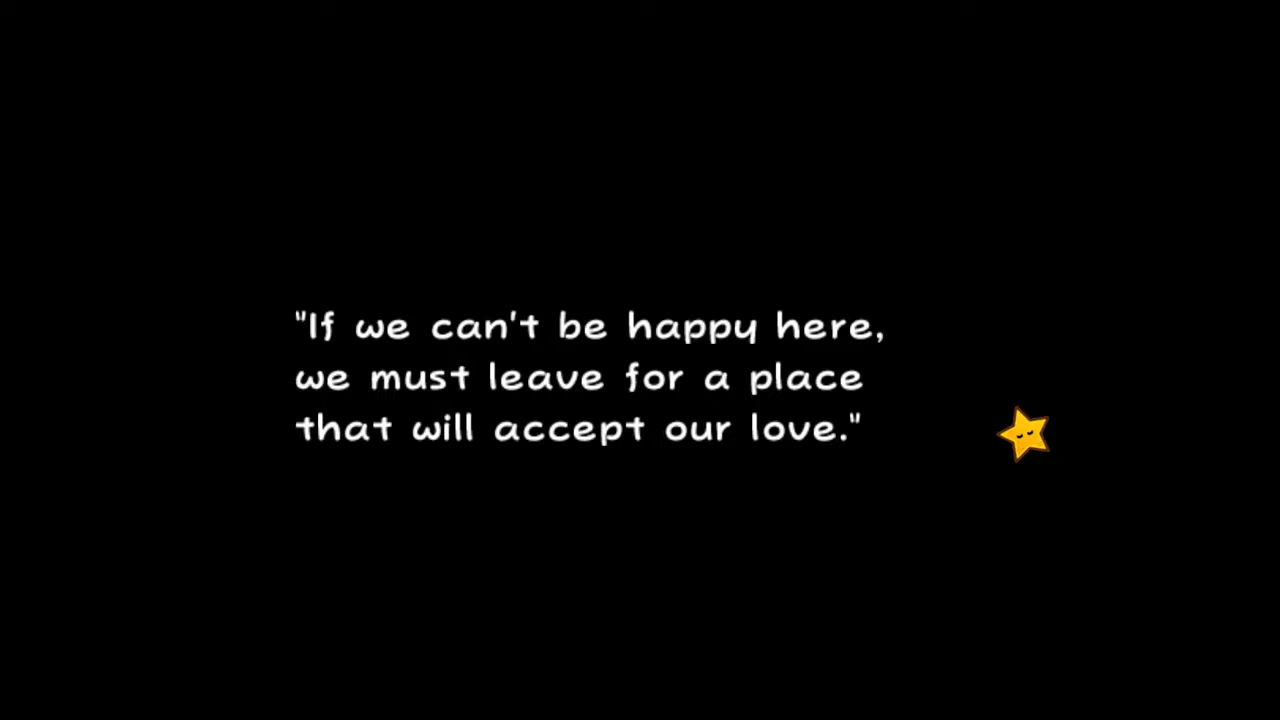 "If we can't be happy here,
we must leave for a place
that will accept our love."